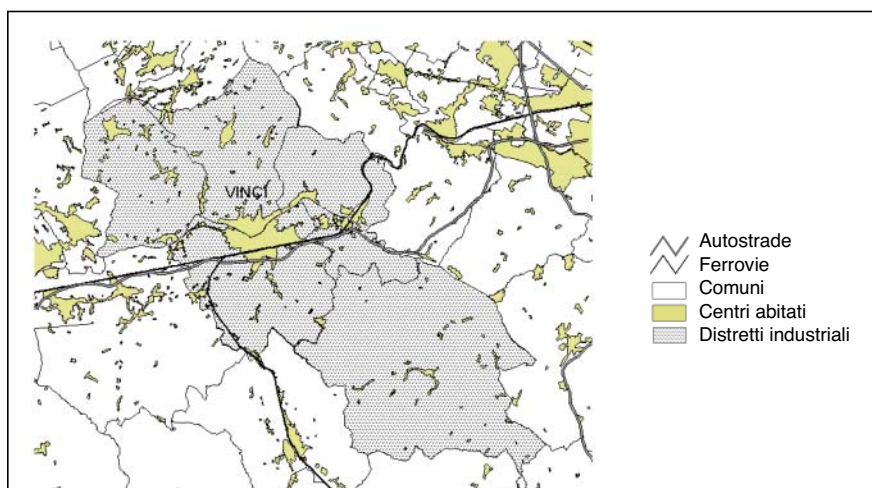 VINCI
Autostrade
Ferrovie
Comuni
Centri abitati
Distretti industriali